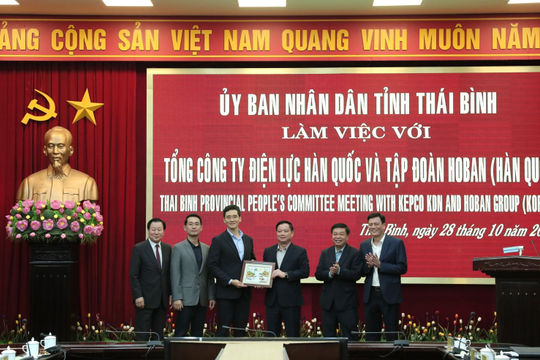 ẢNG CỘNG SẢN VIỆT NAM QUANG VINH MUÔN NĂM
ỦY BAN NHÂN DÂN TỈNH THÁI BÌNH
LÀM VIỆC VỚI
TỔNG CÔNG TY ĐIỆN LỰC HÀN QUỐC VÀ TẬP ĐOÀN HOBAN (HÀN QU
THAI BINH PROVINCIAL PEOPLE'S COMMITTEE MEETING WITH KEPCO KDN AND HOBAN GROUP (KOR
Bình, ngày 28 tháng 10 năm 20